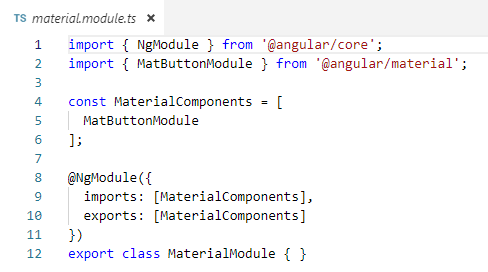 TS material.module.ts ×
1 import { NgModule } from '@angular/core';
2 import { MatButtonModule } from '@angular/material';
3
4 const MaterialComponents = [
5   MatButtonModule
6 ];
7
8 @NgModule({
9   imports: [MaterialComponents],
10   exports: [MaterialComponents]
11 })
12 export class MaterialModule { }